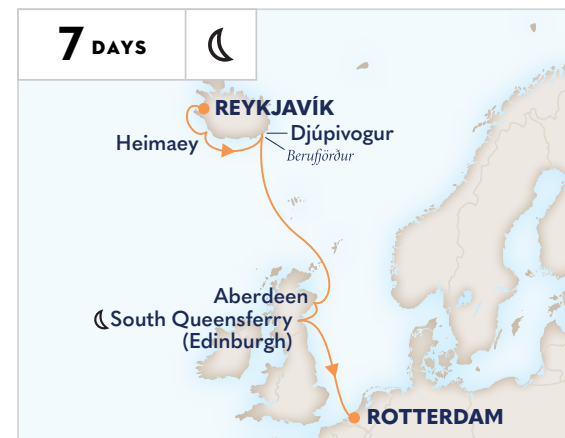 7 DAYS
REYKJAVÍK
Heimaey
Djúpivogur
Berufjörður
Aberdeen
South Queensferry
(Edinburgh)
ROTTERDAM